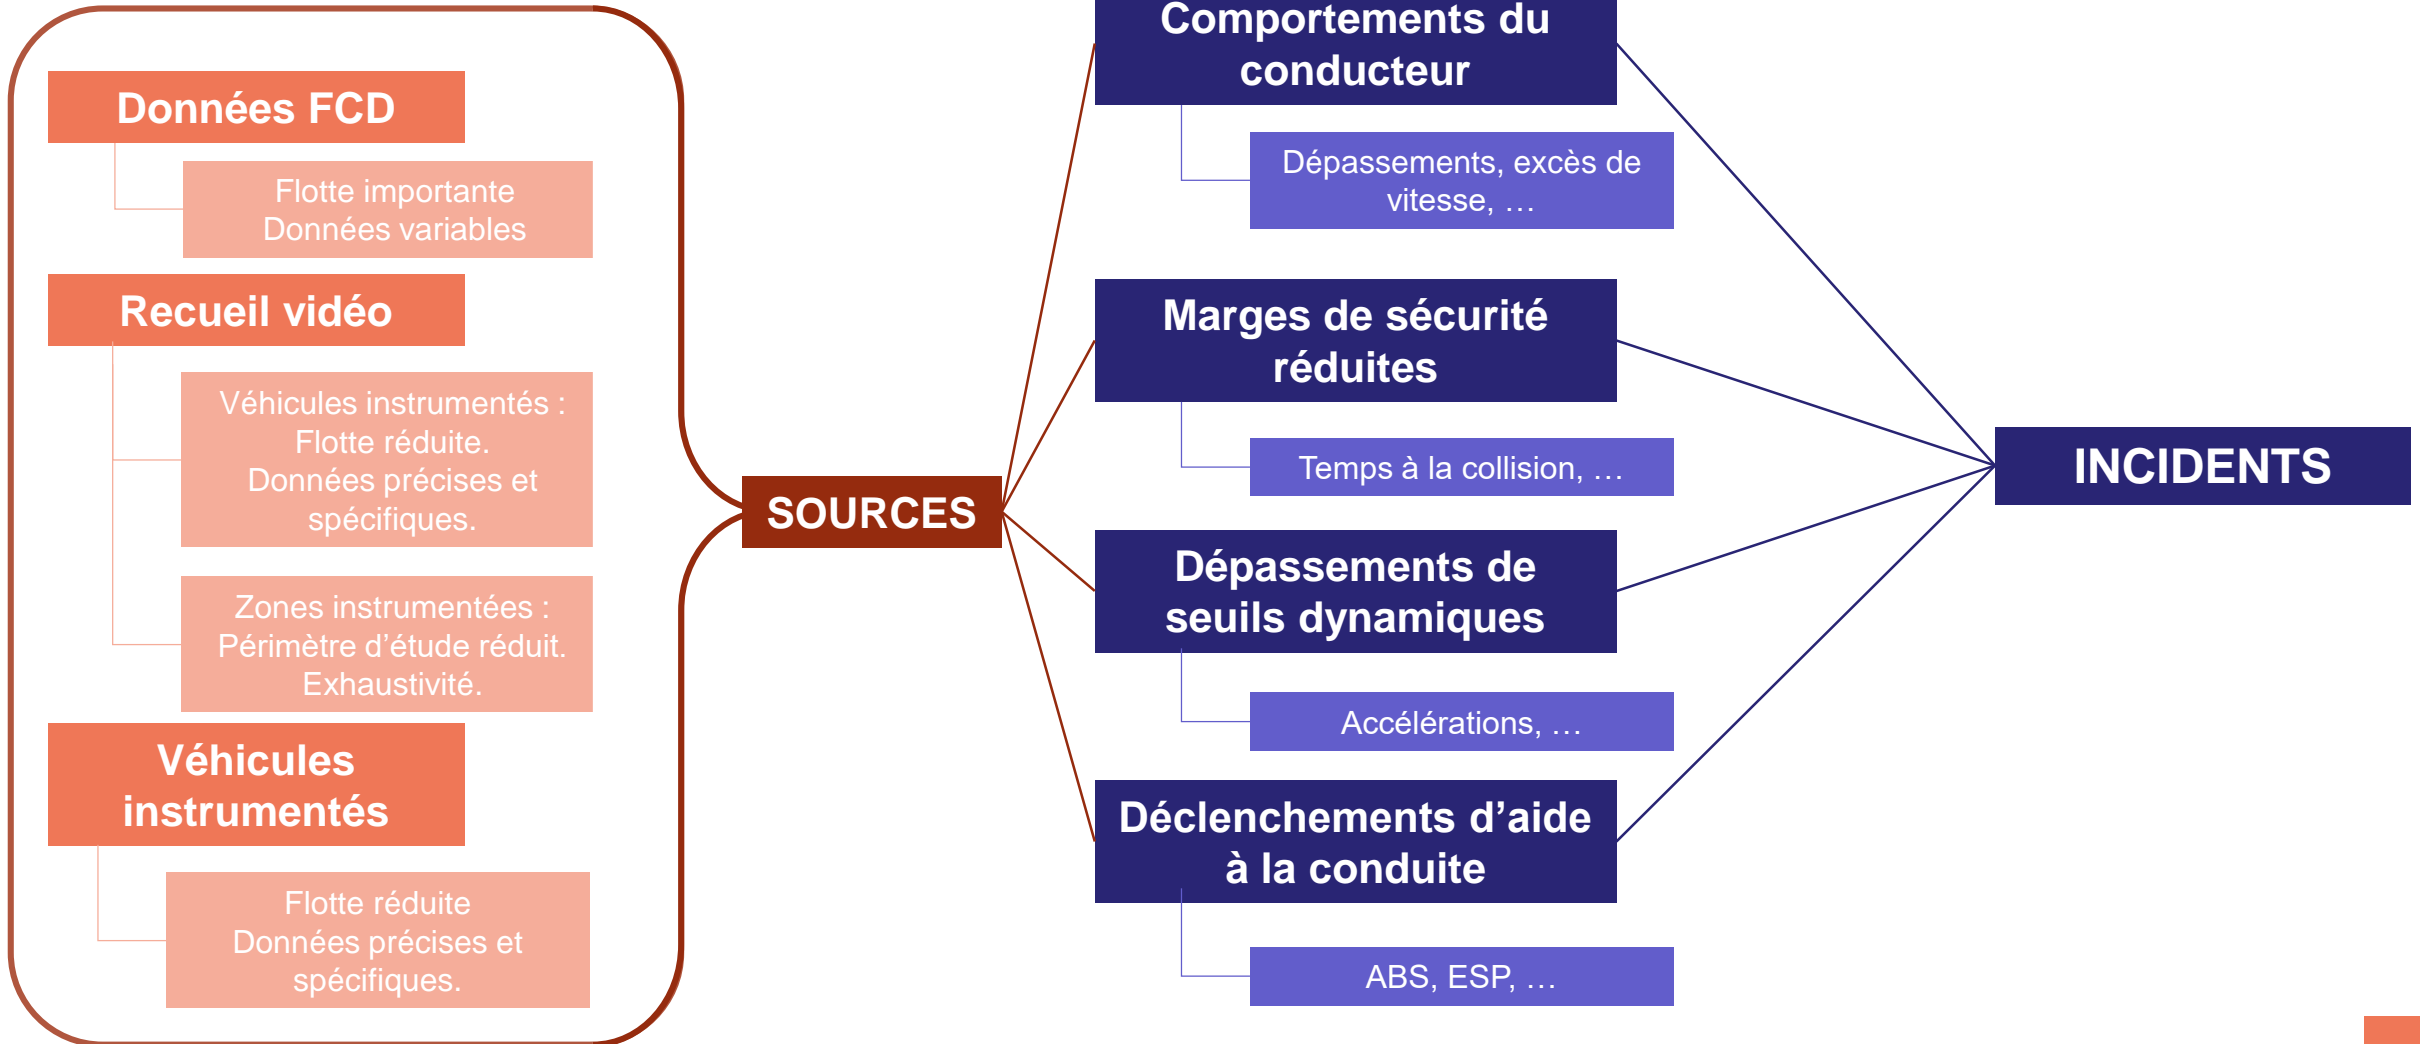 Données FCD
Flotte importante
Données variables
Recueil vidéo
Véhicules instrumentés :
Flotte réduite.
Données précises et
spécifiques.
Zones instrumentées :
Périmètre d’étude réduit.
Exhaustivité.
Véhicules
instrumentés
Flotte réduite
Données précises et
spécifiques.
SOURCES
Comportements du
conducteur
Dépassements, excès de
vitesse, …
Marges de sécurité
réduites
Temps à la collision, …
Dépassements de
seuils dynamiques
Accélérations, …
Déclenchements d’aide
à la conduite
ABS, ESP, …
INCIDENTS